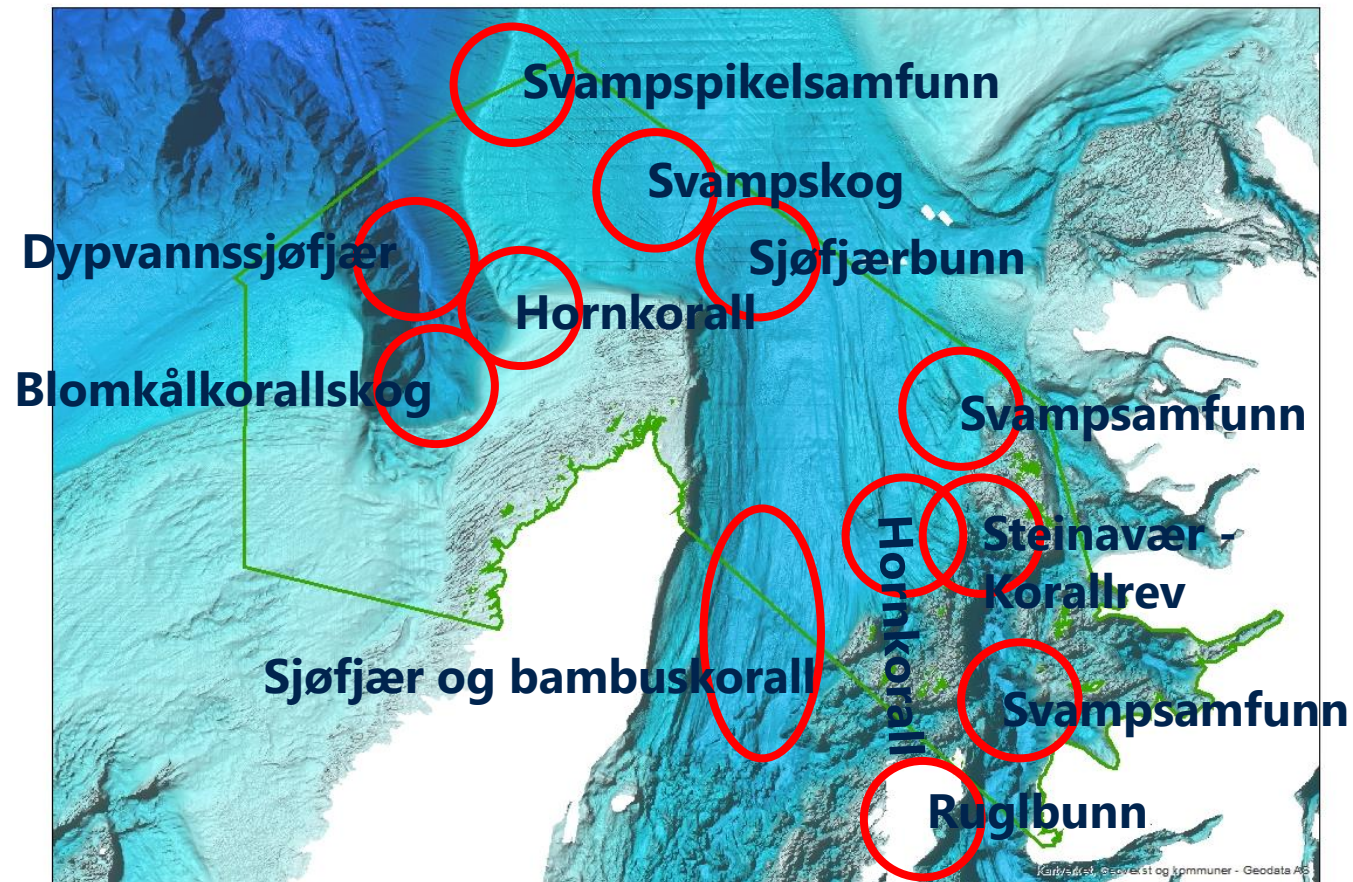 Svampspikelsamfunn
Svampskog
Dypvannssjøfjær
Sjøfjærbunn
Hornkorall
Blomkålkorallskog
Svampsamfunn
Hornkorall
Steinavær -
Korallrev
Sjøfjær og bambuskorall
Svampsamfunn
Ruglbunn
Kartverket, Geovekst og kommuner - Geodata AS